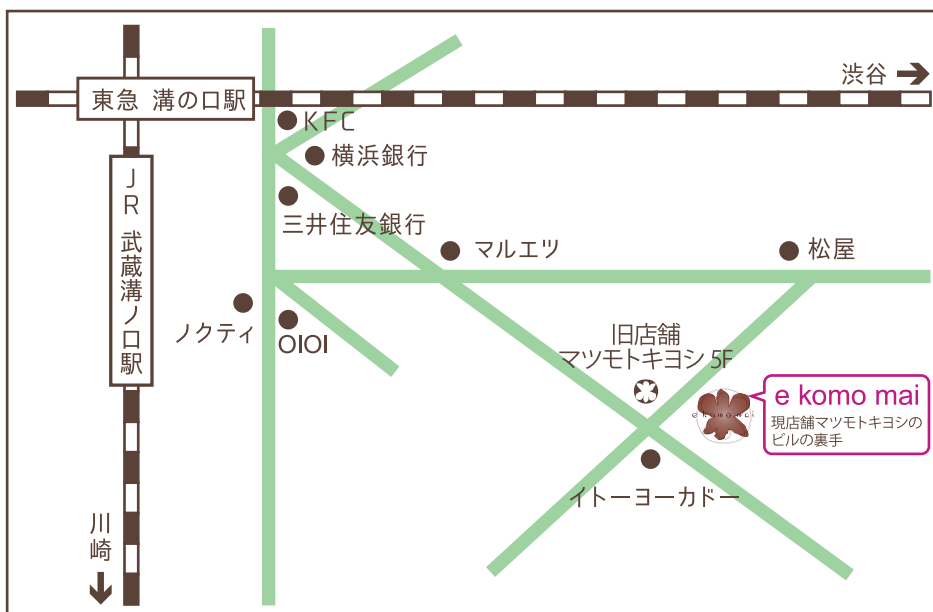 渋谷
東急 溝の口駅
KFC
横浜銀行
JR 武蔵溝ノ口駅
三井住友銀行
マルエツ
松屋
ノクティ
OIOI
旧店舗
マツモトキヨシ 5F
e komo mai
e komo mai
現店舗マツモトキヨシの
ビルの裏手
イトーヨーカドー
川崎